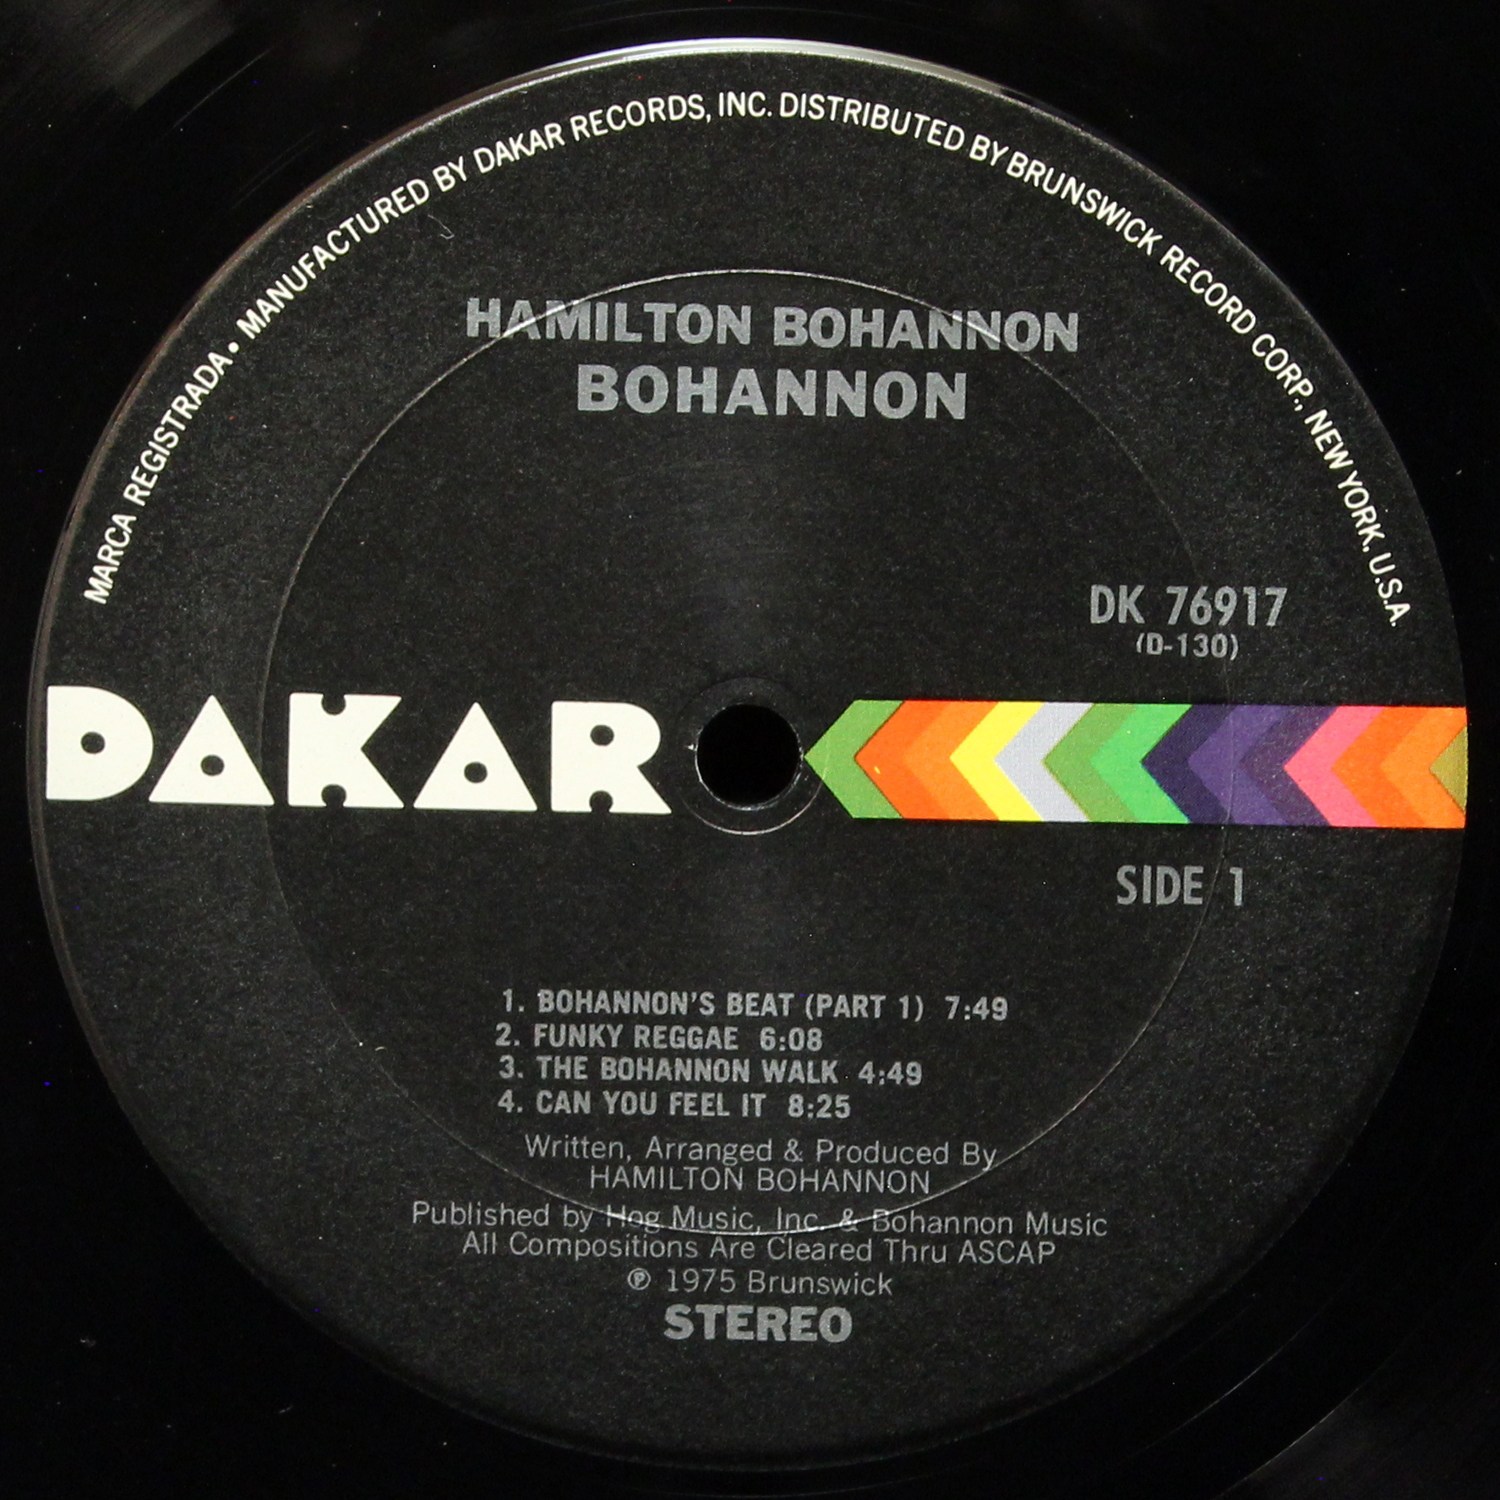 MARCA REGISTRADA • MANUFACTURED BY DAKAR RECORDS, INC. DISTRIBUTED BY BRUNSWICK RECORD CORP., NEW YORK, U.S.A.
HAMILTON BOHANNON
BOHANNON
DK 76917
(D-130)
DAKAR
SIDE 1
1. BOHANNON'S BEAT (PART 1) 7:49
2. FUNKY REGGAE 6:08
3. THE BOHANNON WALK 4:49
4. CAN YOU FEEL IT 8:25
Written, Arranged & Produced By
HAMILTON BOHANNON
Published by Hog Music, Inc. & Bohannon Music
All Compositions Are Cleared Thru ASCAP
℗ 1975 Brunswick
STEREO